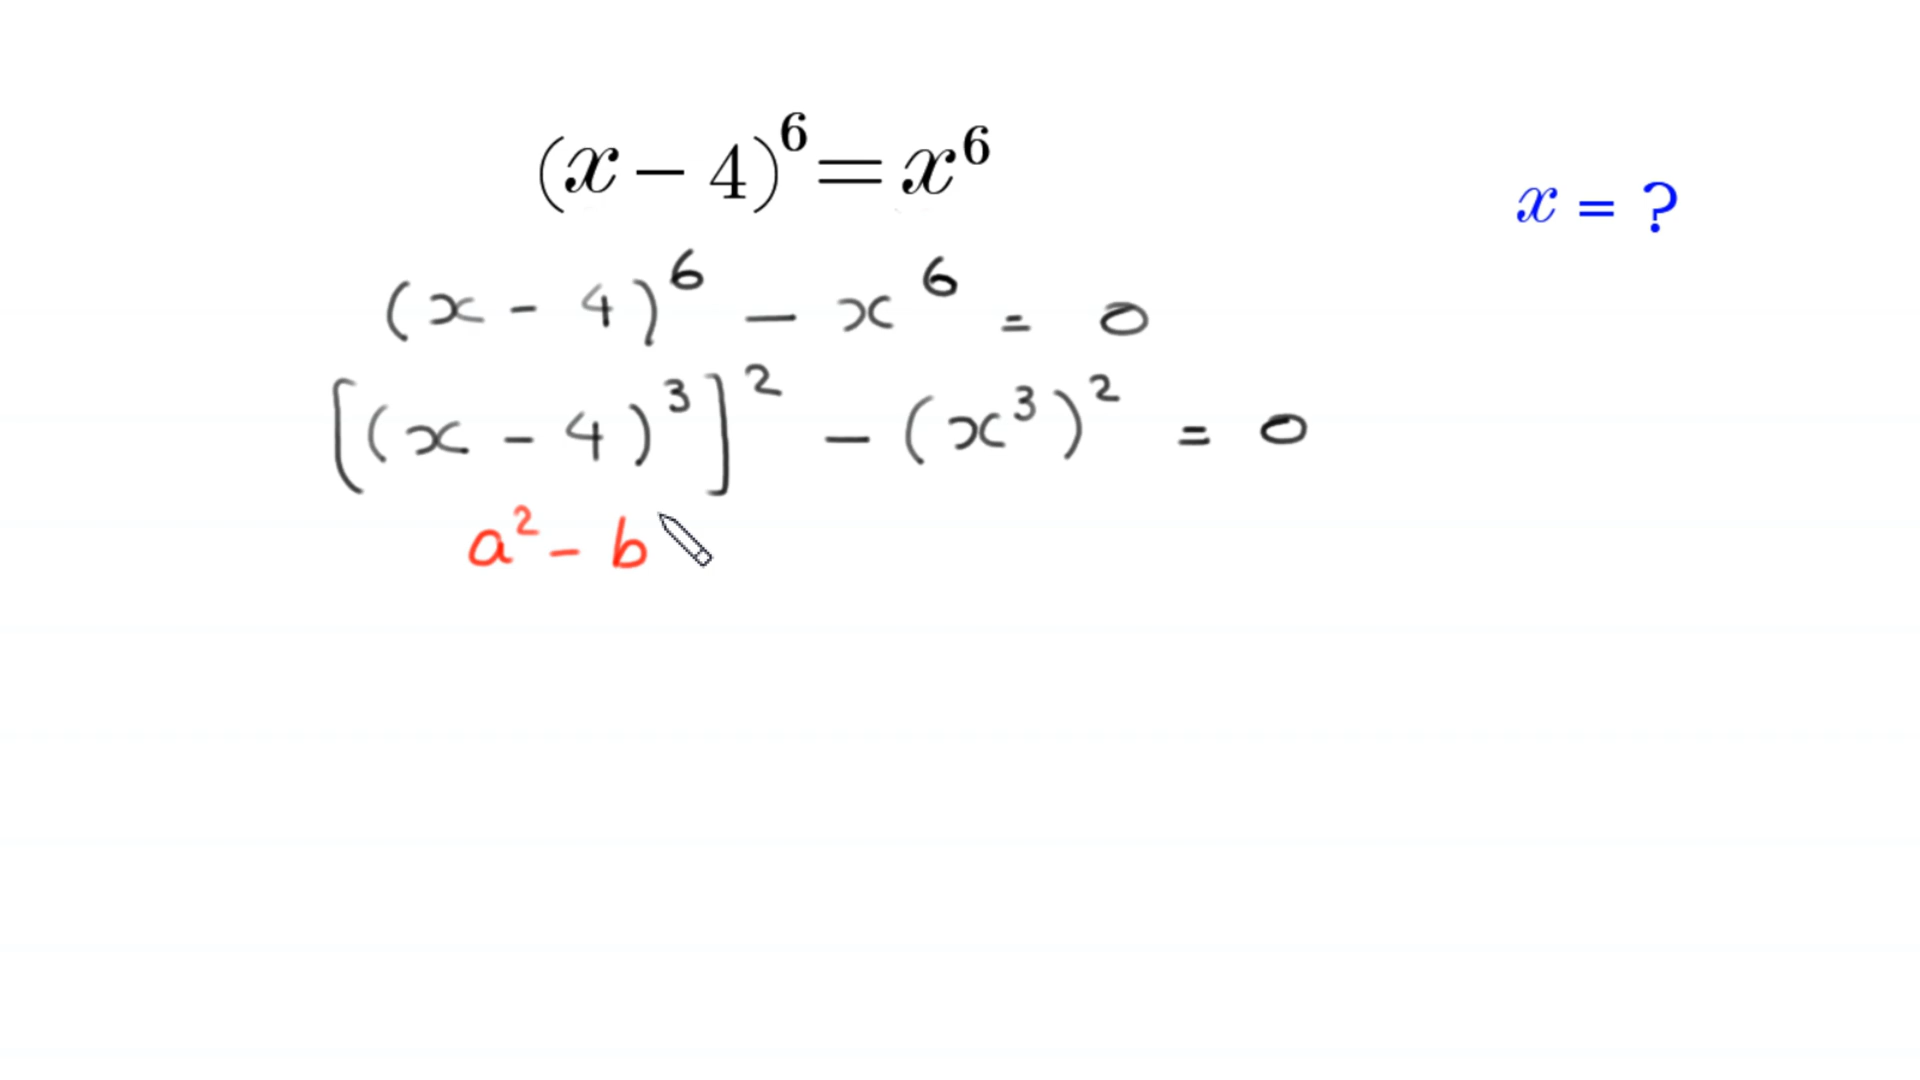 (x - 4)⁶ = x⁶
x = ?
(x - 4)⁶ - x⁶ = 0
[(x - 4)³]² - (x³)² = 0
a² - b